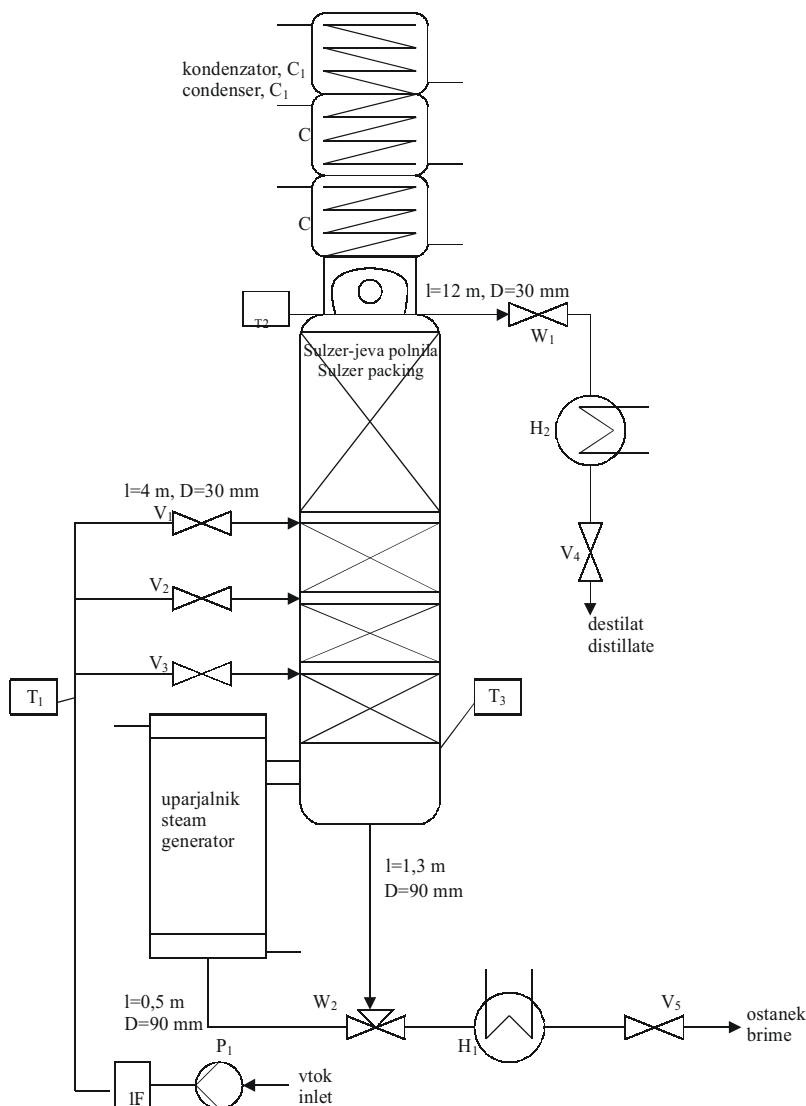 kondenzator, C1
condenser, C1
C
C
l=12 m, D=30 mm
T2
W1
Sulzer-jeva polnila
Sulzer packing
H2
l=4 m, D=30 mm
V1
V4
V2
destilat
distillate
V3
T1
T3
uparjalnik
steam
generator
l=1,3 m
D=90 mm
l=0,5 m
D=90 mm
W2
V5
ostanek
brime
H1
P1
vtok
inlet
1F